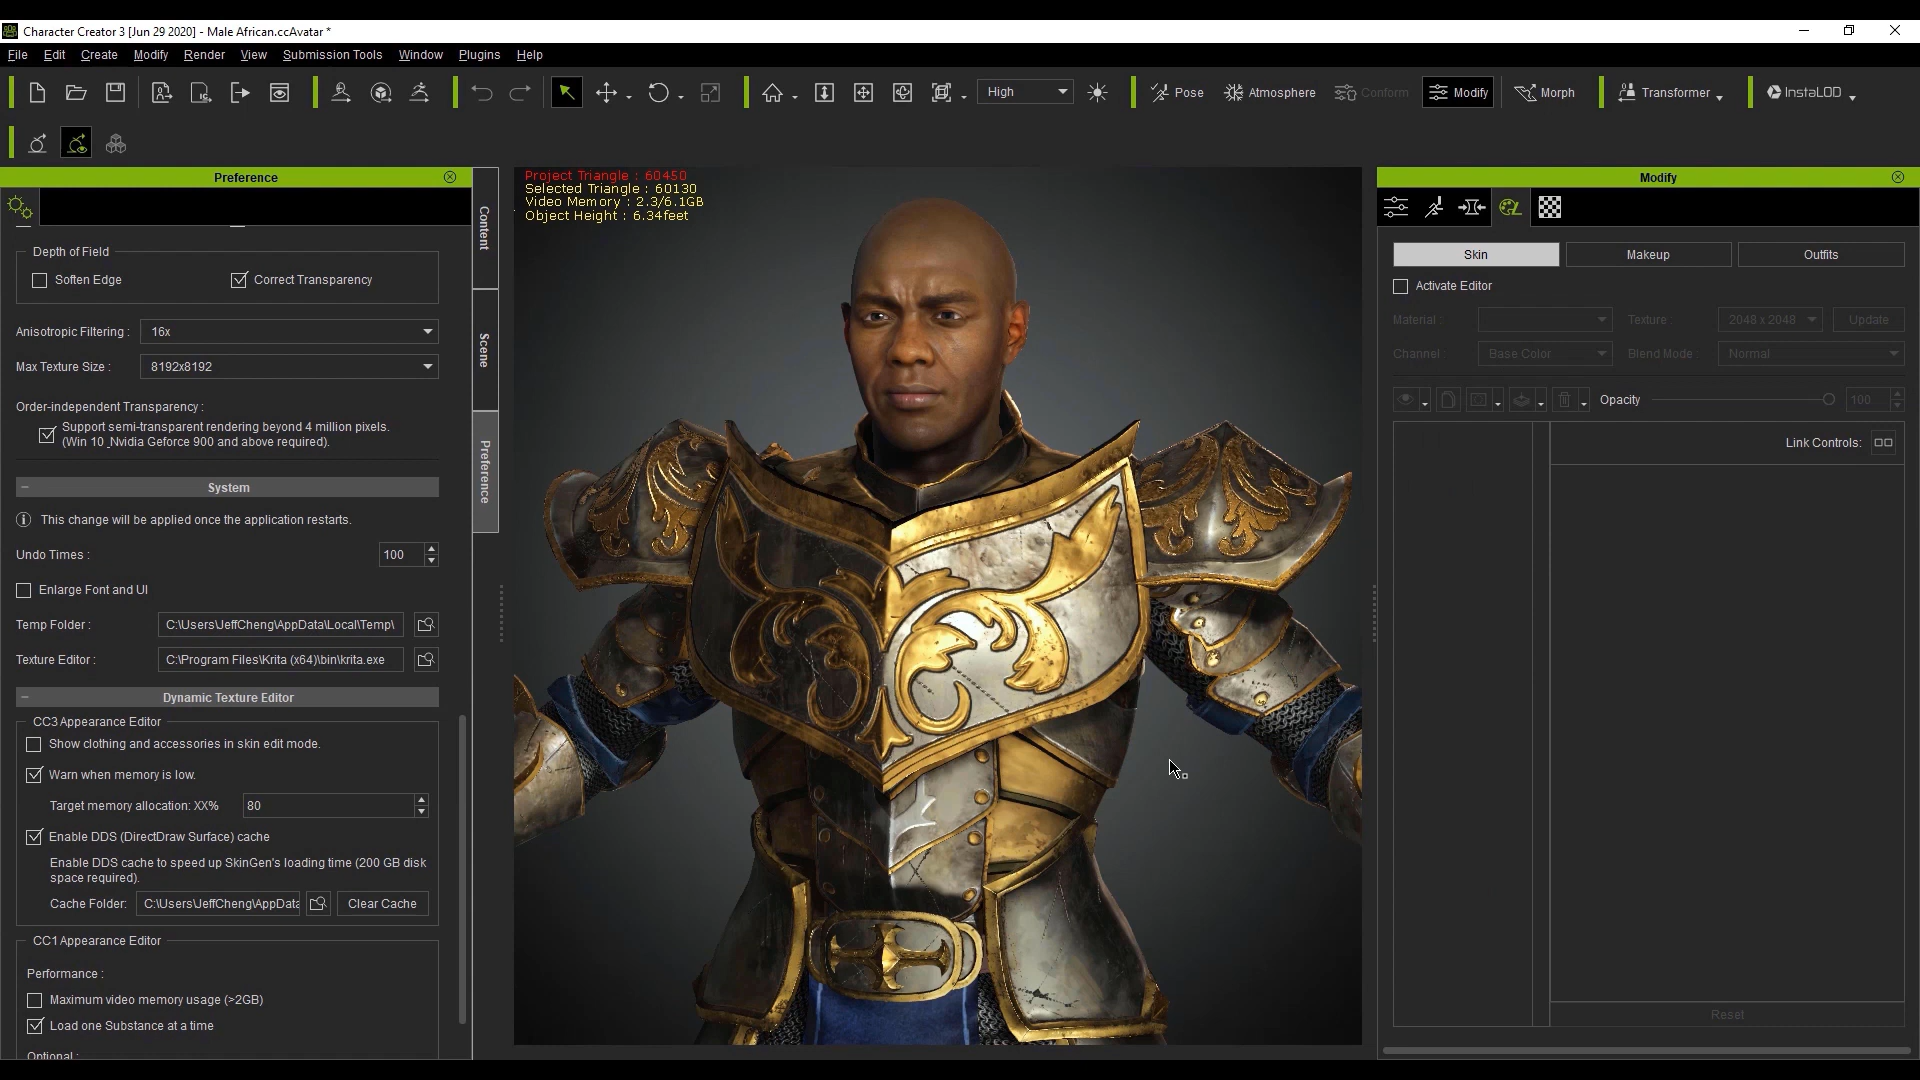 Character Creator 3 [Jun 29 2020] - Male African.ccAvatar *
File Edit Create Modify Render View Submission Tools Window Plugins Help
High Pose Atmosphere Conform Modify Morph Transformer InstaLOD
Preference
Content
Scene
Preference
Depth of Field
Soften Edge Correct Transparency
Anisotropic Filtering : 16x
Max Texture Size : 8192x8192
Order-independent Transparency :
Support semi-transparent rendering beyond 4 million pixels.
(Win 10 ,Nvidia Geforce 900 and above required).
System
This change will be applied once the application restarts.
Undo Times : 100
Enlarge Font and UI
Temp Folder : C:\Users\JeffCheng\AppData\Local\Temp\
Texture Editor : C:\Program Files\Krita (x64)\bin\krita.exe
Dynamic Texture Editor
CC3 Appearance Editor
Show clothing and accessories in skin edit mode.
Warn when memory is low.
Target memory allocation: XX% 80
Enable DDS (DirectDraw Surface) cache
Enable DDS cache to speed up SkinGen's loading time (200 GB disk
space required).
Cache Folder: C:\Users\JeffCheng\AppData Clear Cache
CC1 Appearance Editor
Performance :
Maximum video memory usage (>2GB)
Load one Substance at a time
Optional :
Project Triangle : 60450
Selected Triangle : 60130
Video Memory : 2.3/6.1GB
Object Height : 6.34feet
Modify
Skin Makeup Outfits
Activate Editor
Material : Texture : 2048 x 2048 Update
Channel : Base Color Blend Mode : Normal
Opacity 100
Link Controls:
Reset